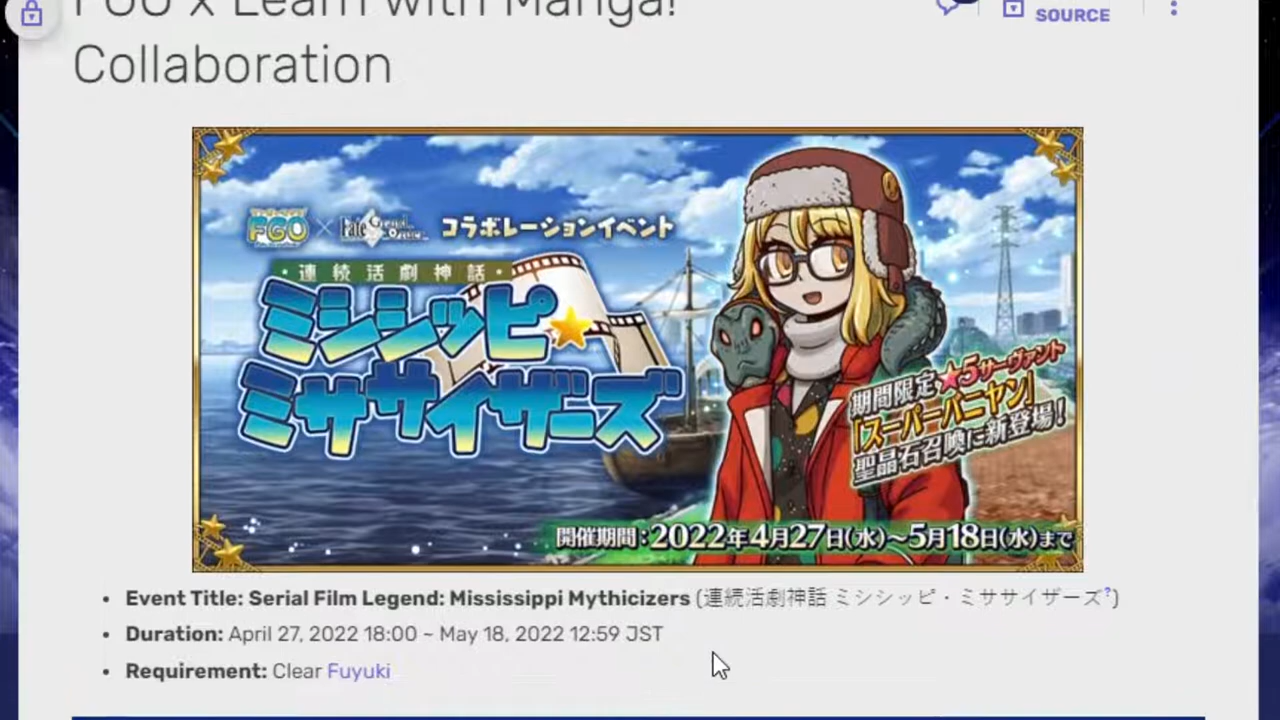 FGO x Learn with Manga!
Collaboration
SOURCE
FGO × Fate/Grand Order コラボレーションイベント
・連続活劇神話・
ミシシッピ
ミササイザーズ
期間限定★5サーヴァント
「スーパーバニヤン」
聖晶石召喚に新登場！
開催期間：2022年4月27日(水)～5月18日(水)まで
• Event Title: Serial Film Legend: Mississippi Mythicizers (連続活劇神話 ミシシッピ・ミササイザーズ?)
• Duration: April 27, 2022 18:00 ~ May 18, 2022 12:59 JST
• Requirement: Clear Fuyuki